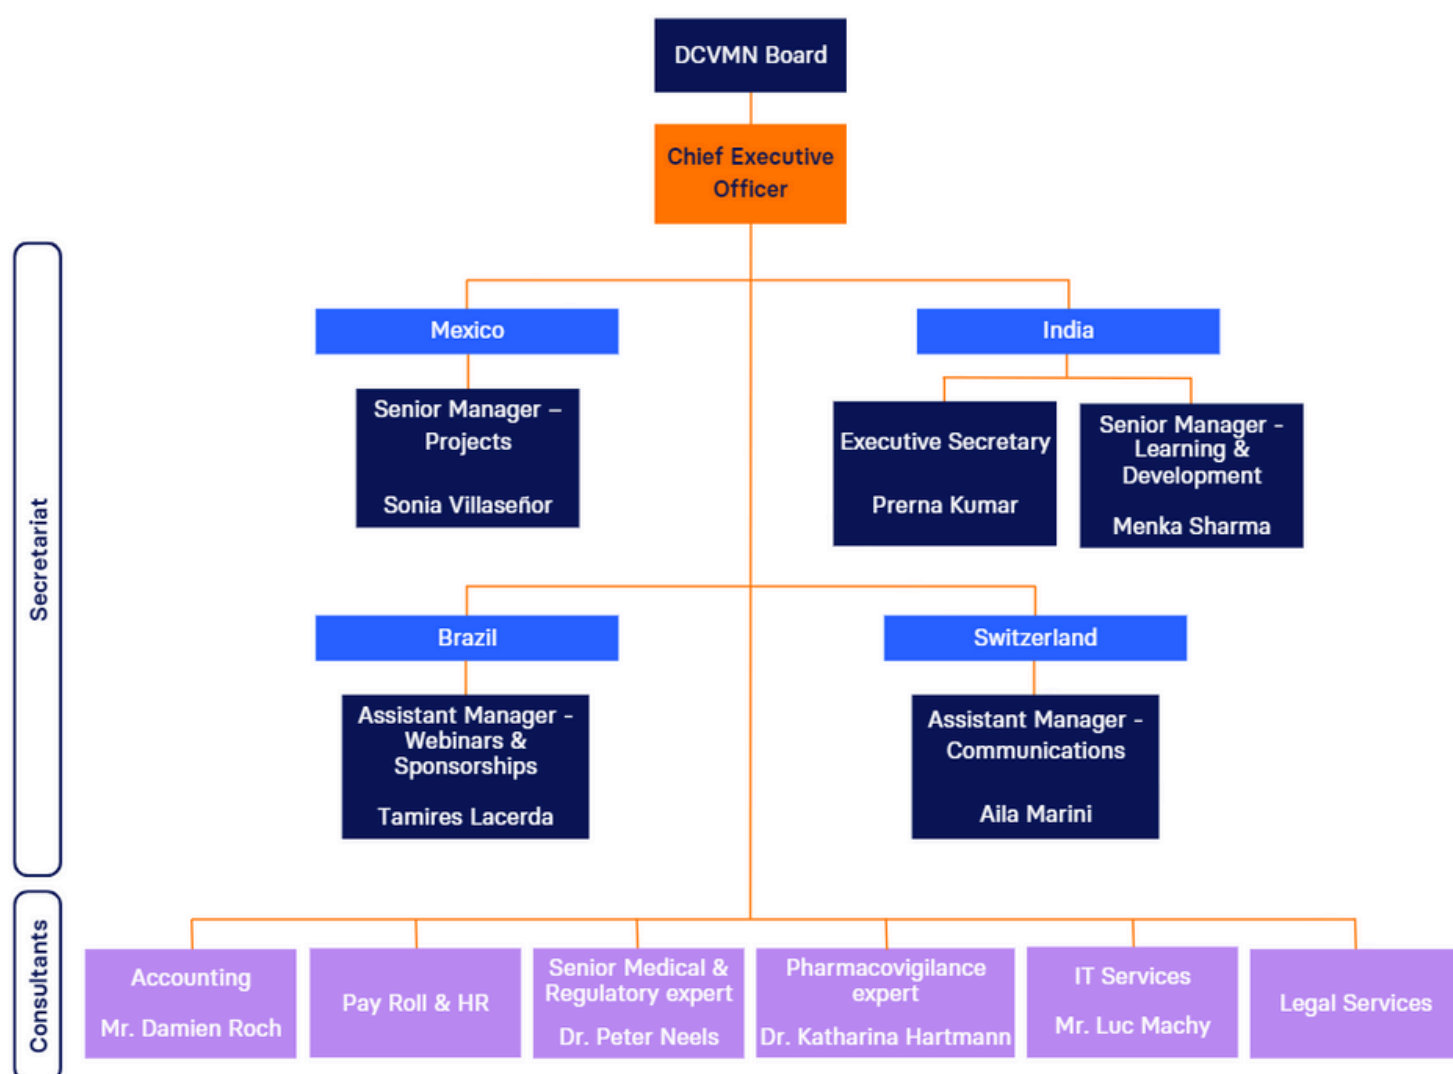 DCVMN Board
Chief Executive
Officer
Secretariat
Mexico
India
Senior Manager –
Projects
Sonia Villaseñor
Executive Secretary
Prerna Kumar
Senior Manager -
Learning &
Development
Menka Sharma
Brazil
Switzerland
Assistant Manager -
Webinars &
Sponsorships
Tamires Lacerda
Assistant Manager -
Communications
Aila Marini
Consultants
Accounting
Mr. Damien Roch
Pay Roll & HR
Senior Medical &
Regulatory expert
Dr. Peter Neels
Pharmacovigilance
expert
Dr. Katharina Hartmann
IT Services
Mr. Luc Machy
Legal Services